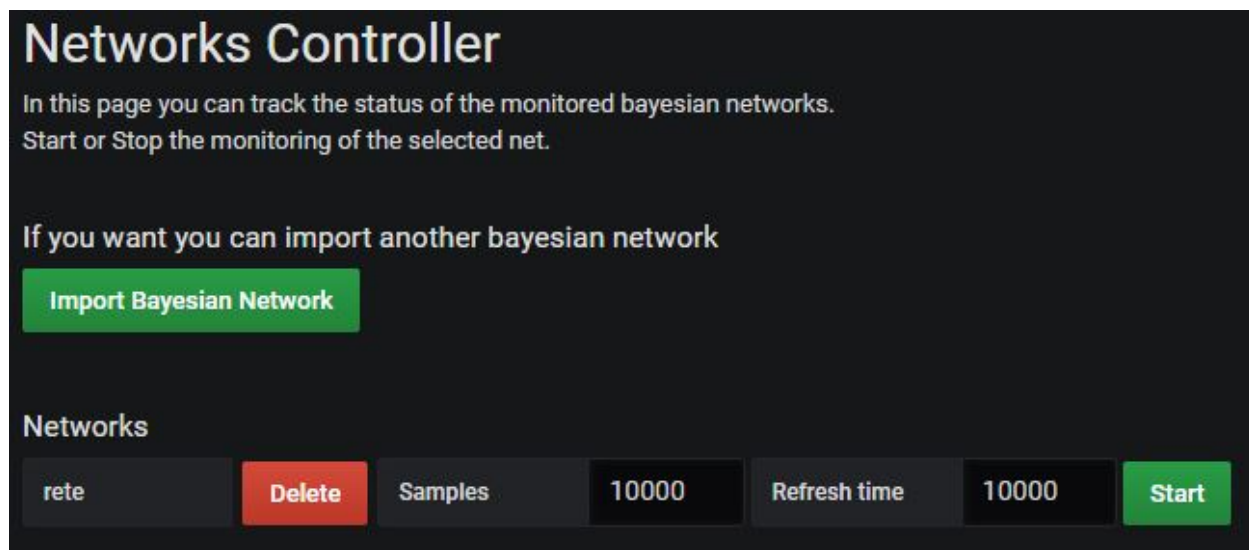 Networks Controller
In this page you can track the status of the monitored bayesian networks.
Start or Stop the monitoring of the selected net.
If you want you can import another bayesian network
Import Bayesian Network
Networks
rete Delete Samples 10000 Refresh time 10000 Start